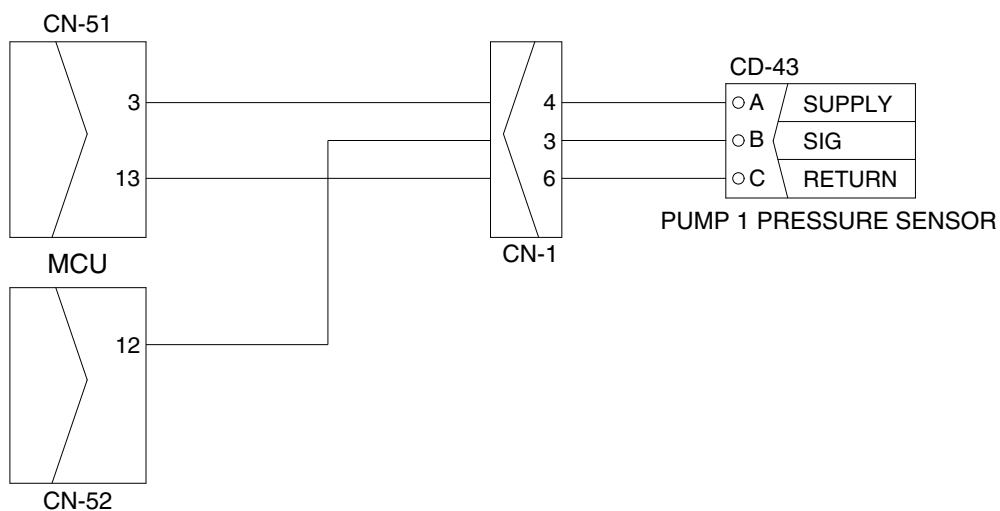 CN-51
3
13
MCU
12
CN-52
4
3
6
CN-1
CD-43
A SUPPLY
B SIG
C RETURN
PUMP 1 PRESSURE SENSOR